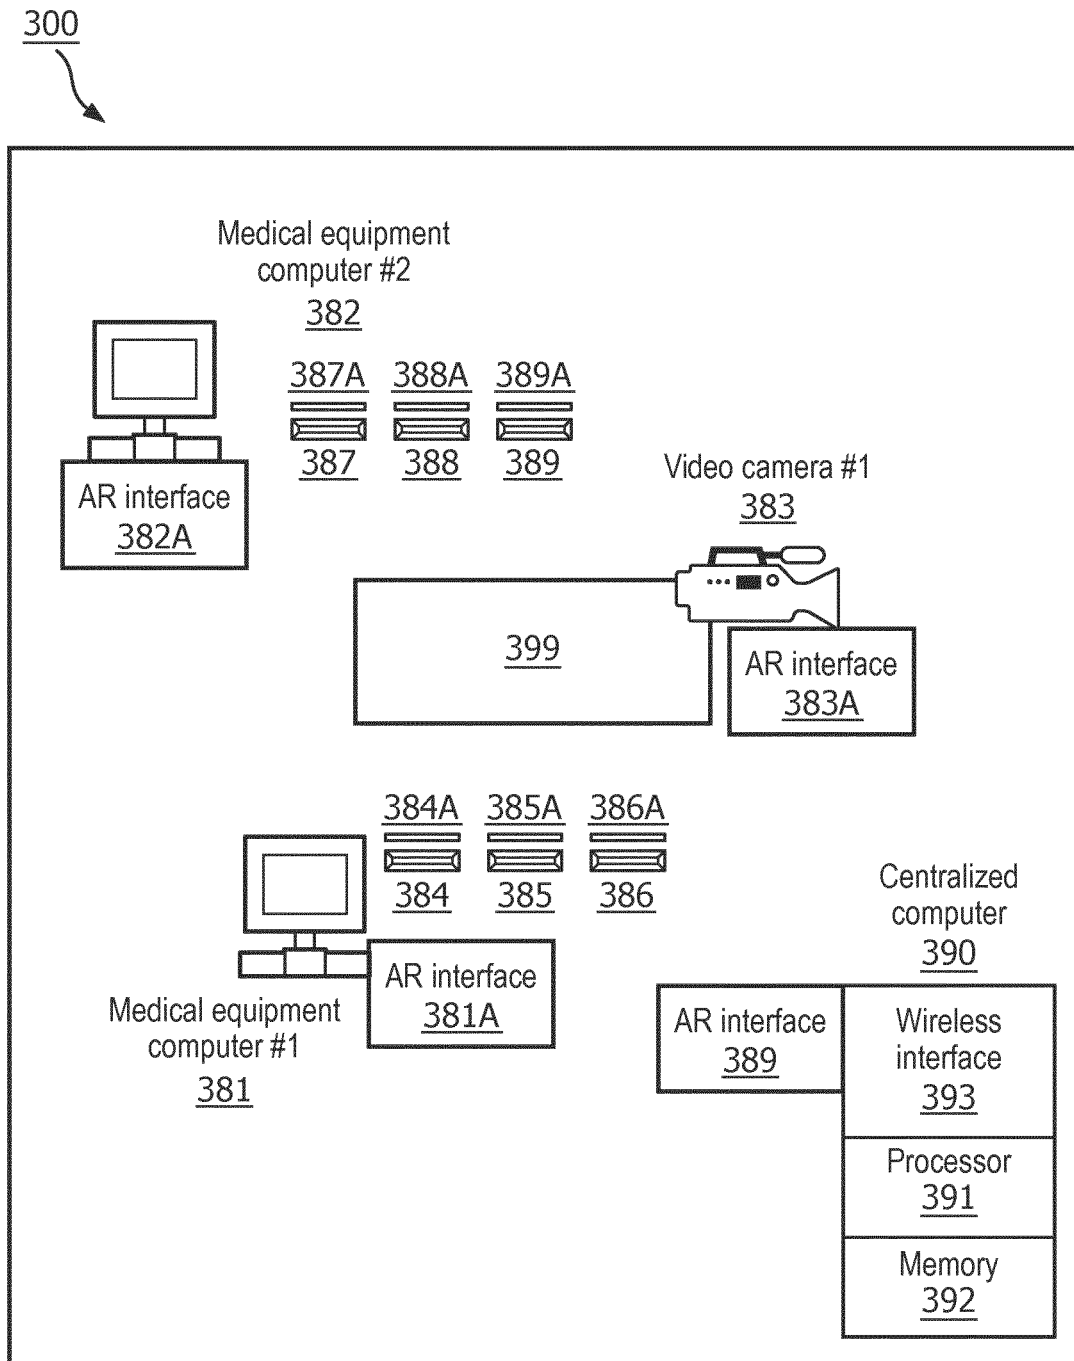 300
Medical equipment
computer #2
382
387A 388A 389A
387 388 389
AR interface
382A
Video camera #1
383
399
AR interface
383A
384A 385A 386A
384 385 386
AR interface
381A
Medical equipment
computer #1
381
Centralized
computer
390
AR interface
389
Wireless
interface
393
Processor
391
Memory
392